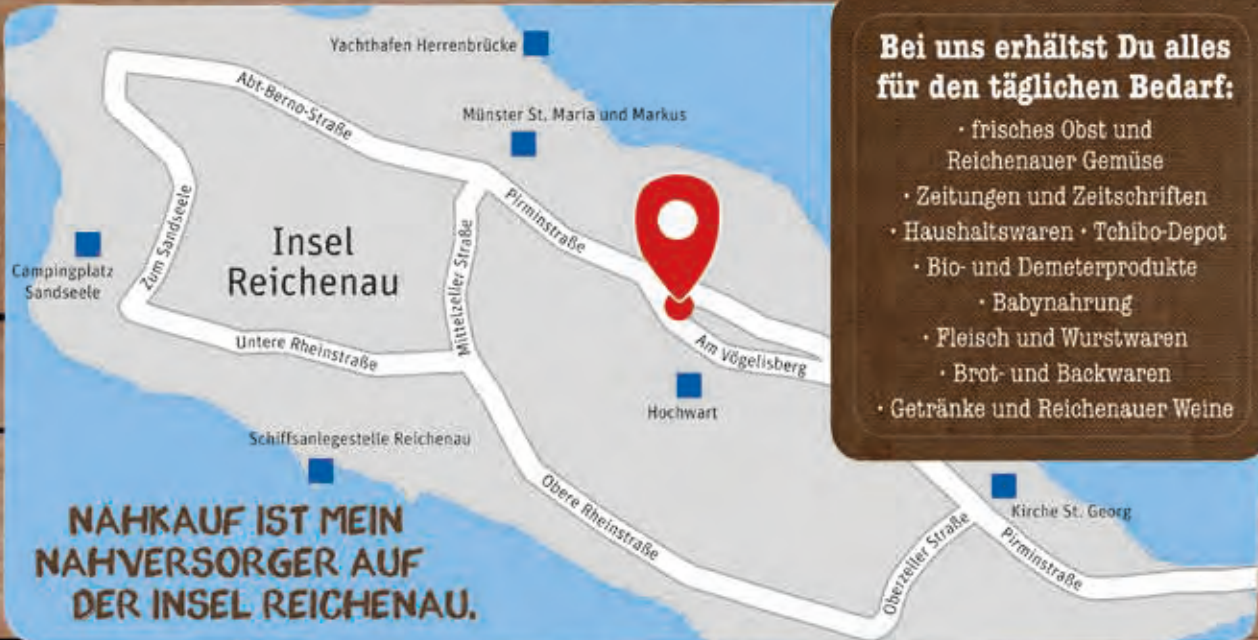 Yachthafen Herrenbrücke
Abt-Berno-Straße
Münster St. Maria und Markus
Pirminstraße
Zum Sandseele
Insel
Reichenau
Mittelzeller Straße
Campingplatz
Sandseele
Untere Rheinstraße
Am Vögelisberg
Hochwart
Schiffsanlegestelle Reichenau
Obere Rheinstraße
Oberzeller Straße
Kirche St. Georg
Pirminstraße
NAHKAUF IST MEIN
NAHVERSORGER AUF
DER INSEL REICHENAU.
Bei uns erhältst Du alles
für den täglichen Bedarf:
· frisches Obst und
Reichenauer Gemüse
· Zeitungen und Zeitschriften
· Haushaltswaren · Tchibo-Depot
· Bio- und Demeterprodukte
· Babynahrung
· Fleisch und Wurstwaren
· Brot- und Backwaren
· Getränke und Reichenauer Weine